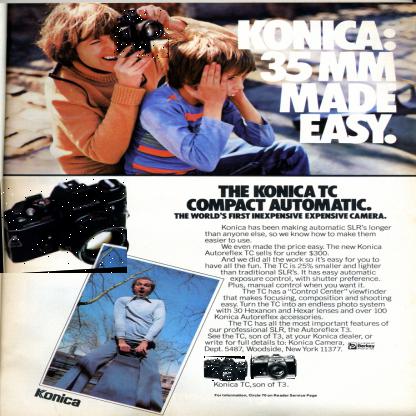 KONICA:
35 MM
MADE
EASY.
THE KONICA TC
COMPACT AUTOMATIC.
THE WORLD'S FIRST INEXPENSIVE EXPENSIVE CAMERA.
Konica has been making automatic SLR's longer
than anyone else, so we know how to make them
easier to use.
We even made the price easy. The new Konica
Autoreflex TC sells for under $300.
And we did all the work so it's easy for you to
have all the fun. The TC is 25% smaller and lighter
than traditional SLR's. It has easy automatic
exposure control, with shutter preference.
Plus, manual control when you want it.
The TC has a "Control Center" viewfinder
that makes focusing, composition and shooting
easy. Turn the TC into an endless photo system
with 30 Hexanon and Hexar lenses and over 100
Konica Autoreflex accessories.
The TC has all the most important features of
our professional SLR, the Autoreflex T3.
See the TC, son of T3, at your Konica dealer, or
write for full details to: Konica Camera,
Dept. 5487, Woodside, New York 11377.
Berkey
Konica
Konica TC, son of T3.
For information, Circle 70 on Reader Service Page